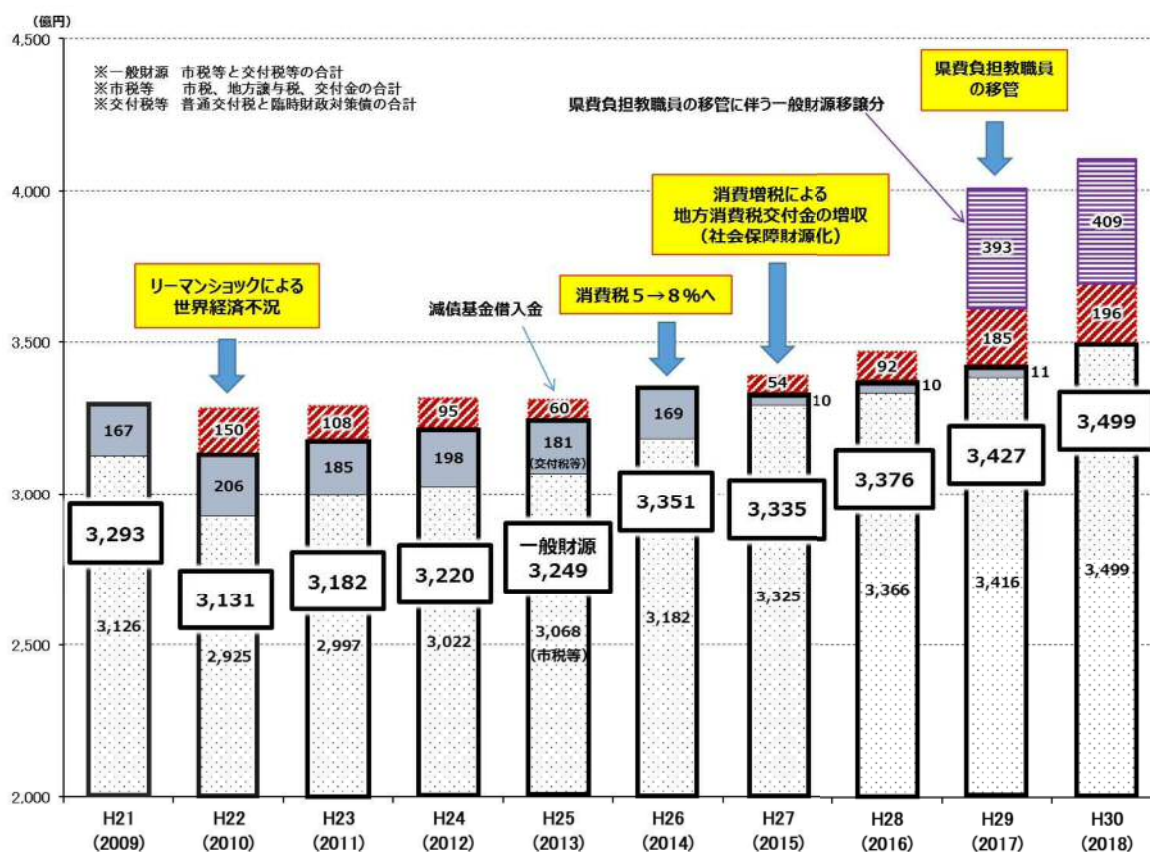 （億円）
4,500
4,000
3,500
3,000
2,500
2,000
※一般財源　市税等と交付税等の合計
※市税等　　市税、地方譲与税、交付金の合計
※交付税等　普通交付税と臨時財政対策債の合計
県費負担教職員
の移管
県費負担教職員の移管に伴う一般財源移譲分
消費増税による
地方消費税交付金の増収
（社会保障財源化）
リーマンショックによる
世界経済不況
減債基金借入金
消費税５→８％へ
167
3,293
3,126
150
206
3,131
2,925
108
185
3,182
2,997
95
198
3,220
3,022
60
181
（交付税等）
一般財源
3,249
3,068
（市税等）
169
3,351
3,182
54
10
3,335
3,325
92
10
3,376
3,366
393
185
11
3,427
3,416
409
196
3,499
3,499
H21
(2009)
H22
(2010)
H23
(2011)
H24
(2012)
H25
(2013)
H26
(2014)
H27
(2015)
H28
(2016)
H29
(2017)
H30
(2018)